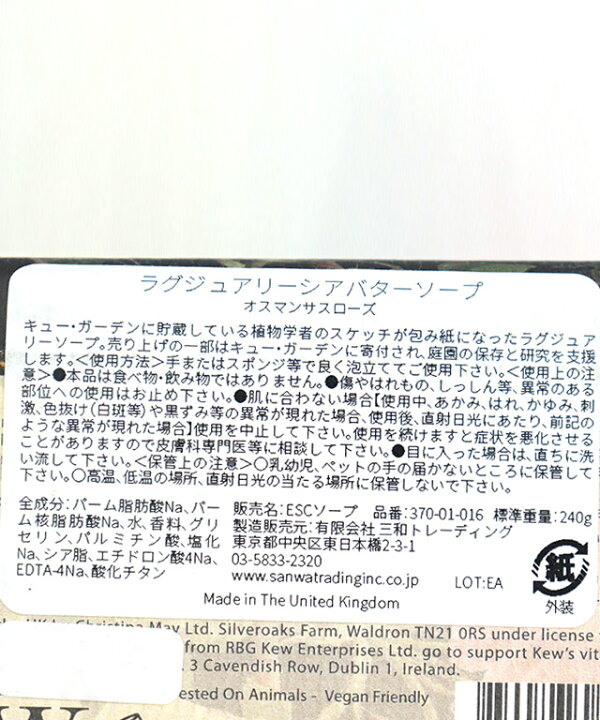 ラグジュアリーシアバターソープ
オスマンサスローズ
キュー・ガーデンに貯蔵している植物学者のスケッチが包み紙になったラグジュア
リーソープ。売り上げの一部はキュー・ガーデンに寄付され、庭園の保存と研究を支援
します。＜使用方法＞手またはスポンジ等で良く泡立ててご使用下さい。＜使用上の注
意＞●本品は食べ物・飲み物ではありません。●傷やはれもの、しっしん等、異常のある
部位への使用はお止め下さい。●肌に合わない場合【使用中、あかみ、はれ、かゆみ、刺
激、色抜け（白斑等）や黒ずみ等の異常が現れた場合、使用後、直射日光にあたり、前記の
ような異常が現れた場合】使用を中止して下さい。使用を続けますと症状を悪化させる
ことがありますので皮膚科専門医等に相談して下さい。●目に入った場合は、直ちに洗
い流して下さい。＜保管上の注意＞○乳幼児、ペットの手の届かないところに保管して
下さい。○高温、低温の場所、直射日光の当たる場所に保管しないで下さい。
全成分：パーム脂肪酸Na、パー
ム核脂肪酸Na、水、香料、グリ
セリン、パルミチン酸、塩化
Na、シア脂、エチドロン酸4Na、
EDTA-4Na、酸化チタン
販売名：ESCソープ 品番：370-01-016 標準重量：240g
製造販売元：有限会社 三和トレーディング
東京都中央区東日本橋2-3-1
03-5833-2320
www.sanwatradinginc.co.jp LOT:EA
紙
外装
Made in The United Kingdom
UK by Christina May Ltd. Silveroaks Farm, Waldron TN21 0RS under license
from RBG Kew Enterprises Ltd. go to support Kew's
3 Cavendish Row, Dublin 1, Ireland.
On Animals - Vegan Friendly